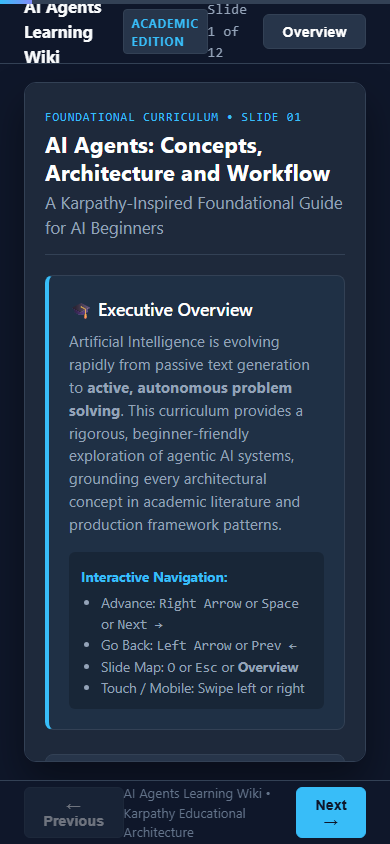 AI Agents
Learning
Wiki
ACADEMIC
EDITION
Slide
1 of
12
Overview
FOUNDATIONAL CURRICULUM • SLIDE 01
AI Agents: Concepts,
Architecture and Workflow
A Karpathy-Inspired Foundational Guide
for AI Beginners
Executive Overview
Artificial Intelligence is evolving
rapidly from passive text generation
to active, autonomous problem
solving. This curriculum provides a
rigorous, beginner-friendly
exploration of agentic AI systems,
grounding every architectural
concept in academic literature and
production framework patterns.
Interactive Navigation:
• Advance: Right Arrow or Space
or Next →
• Go Back: Left Arrow or Prev ←
• Slide Map: O or Esc or Overview
• Touch / Mobile: Swipe left or right
←
Previous
AI Agents Learning Wiki •
Karpathy Educational
Architecture
Next
→